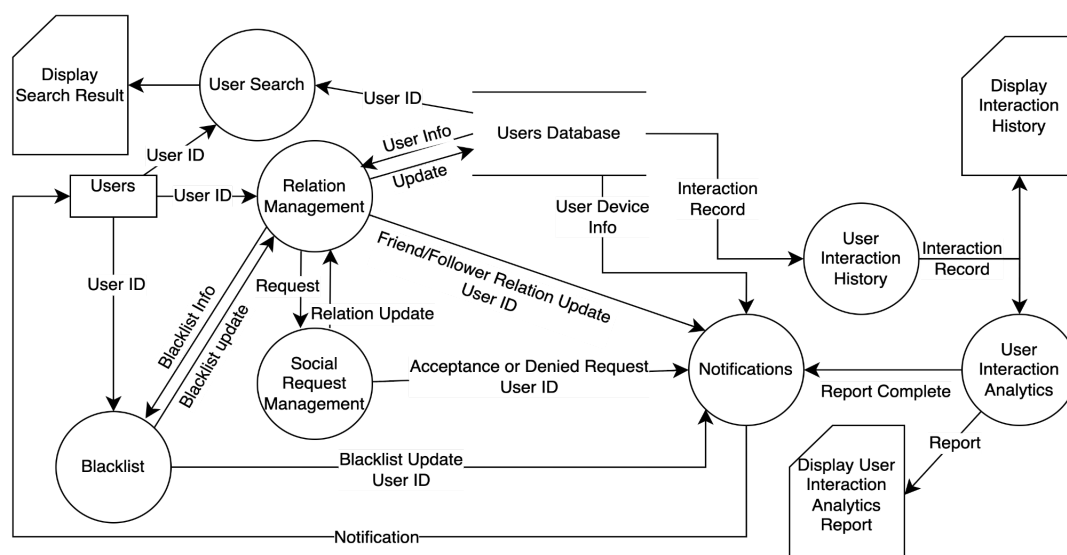 Display
Search Result
User Search
User ID
Users Database
Display
Interaction
History
User ID
User Info
Update
Users
User ID
Relation
Management
User Device
Info
Interaction
Record
User
Interaction
History
Interaction
Record
User ID
Friend/Follower Relation Update
User ID
Request
Relation Update
Blacklist Info
Blacklist update
Social
Request
Management
Acceptance or Denied Request
User ID
Notifications
User
Interaction
Analytics
Report Complete
Report
Blacklist
Blacklist Update
User ID
Display User
Interaction
Analytics
Report
Notification